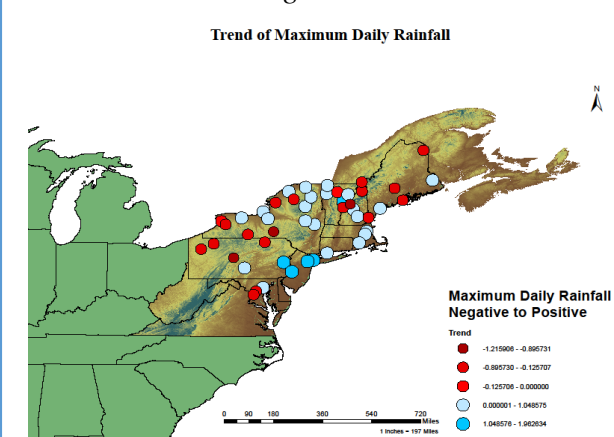 Trend of Maximum Daily Rainfall
N
Maximum Daily Rainfall
Negative to Positive
Trend
-1.215906 - -0.895731
-0.895730 - -0.125707
-0.125706 - 0.000000
0.000001 - 1.048575
1.048576 - 1.962634
0 90 180 360 540 720
Miles
1 inches = 197 Miles